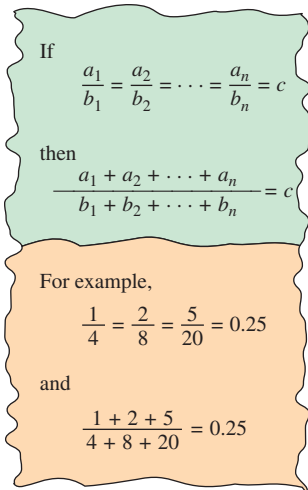 If
a₁/b₁ = a₂/b₂ = · · · = aₙ/bₙ = c
then
(a₁ + a₂ + · · · + aₙ)/(b₁ + b₂ + · · · + bₙ) = c
For example,
1/4 = 2/8 = 5/20 = 0.25
and
(1 + 2 + 5)/(4 + 8 + 20) = 0.25